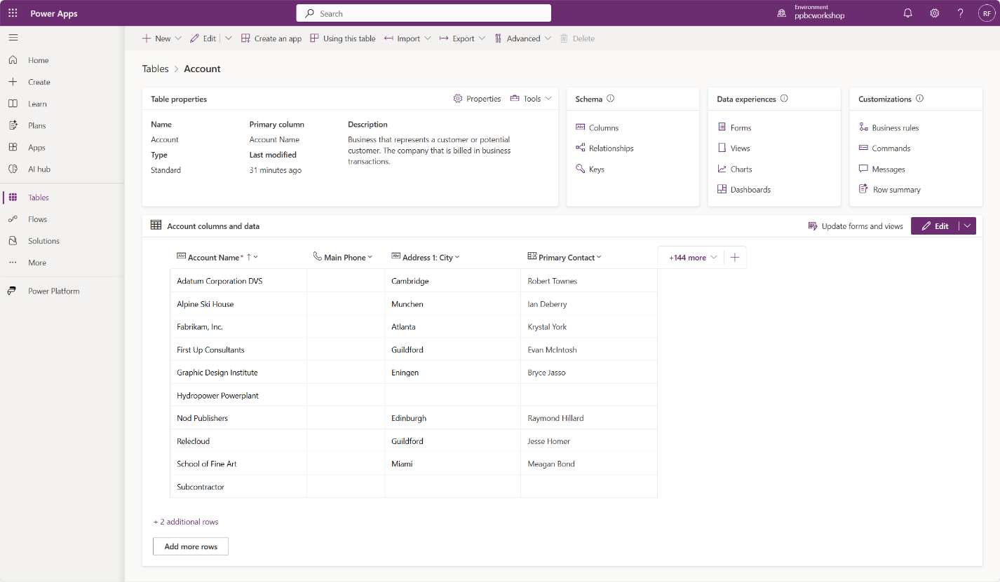 Power Apps
Search
Environment
ppbcworkshop
?
RF
New
Edit
Create an app
Using this table
Import
Export
Advanced
Delete
Home
Create
Learn
Plans
Apps
AI hub
Tables
Flows
Solutions
More
Power Platform
Tables > Account
Table properties
Properties
Tools
Name
Account
Type
Standard
Primary column
Account Name
Last modified
31 minutes ago
Description
Business that represents a customer or potential
customer. The company that is billed in business
transactions.
Schema
Abc Columns
Relationships
Keys
Data experiences
Forms
Views
Charts
Dashboards
Customizations
Business rules
Commands
Messages
Row summary
Account columns and data
Update forms and views
Edit
Abc Account Name * ↑ Main Phone Abc Address 1: City Primary Contact +144 more +
Adatum Corporation DVS Cambridge Robert Townes
Alpine Ski House Munchen Ian Deberry
Fabrikam, Inc. Atlanta Krystal York
First Up Consultants Guildford Evan McIntosh
Graphic Design Institute Eningen Bryce Jasso
Hydropower Powerplant
Nod Publishers Edinburgh Raymond Hillard
Relecloud Guildford Jesse Homer
School of Fine Art Miami Meagan Bond
Subcontractor
+ 2 additional rows
Add more rows